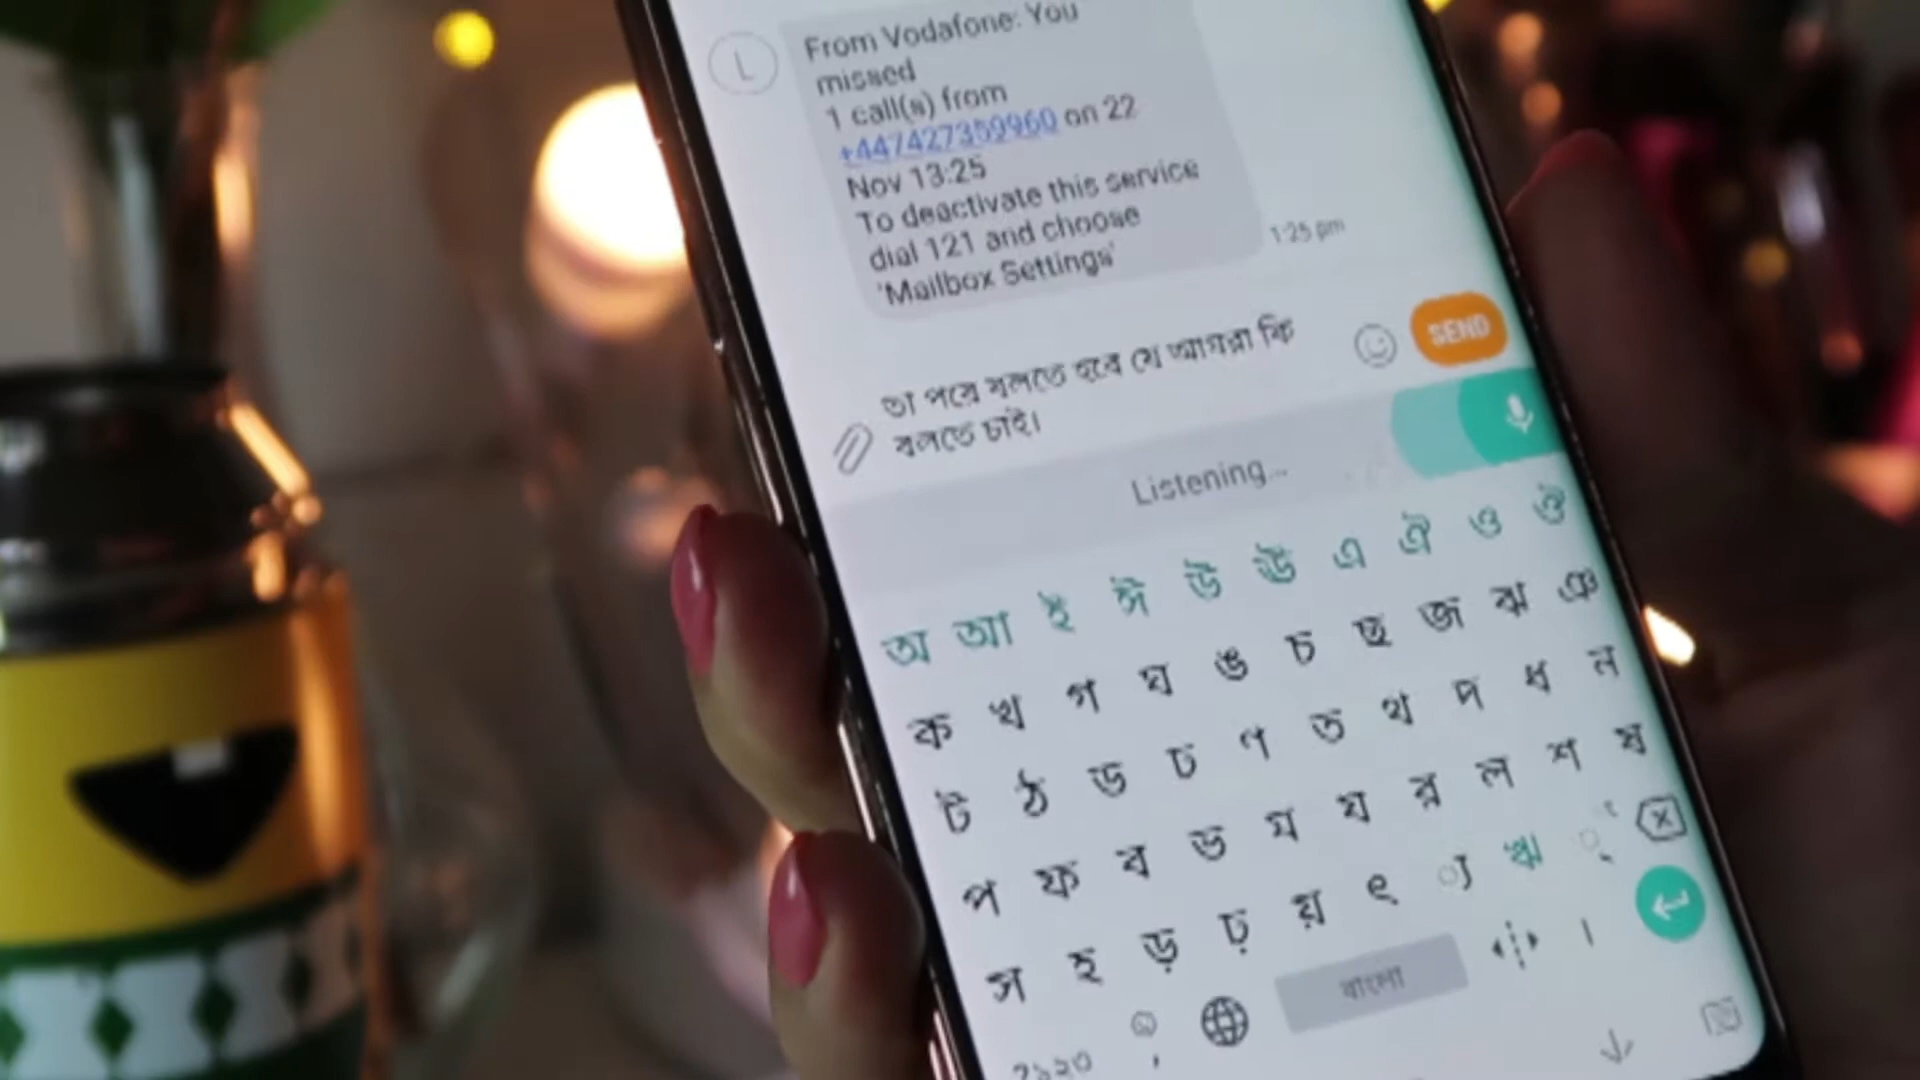 L
From Vodafone: You
missed
1 call(s) from
+447427359960 on 22
Nov 13:25
To deactivate this service
dial 121 and choose
'Mailbox Settings'
1:25 pm
তা পরে বলতে হবে যে আমরা কি
বলতে চাই।
SEND
Listening...
অ আ ই ঈ উ ঊ এ ঐ ও ঔ
ক খ গ ঘ ঙ চ ছ জ ঝ ঞ
ট ঠ ড ঢ ণ ত থ দ ধ ন
প ফ ব ভ ম য র ল শ ষ
স হ ড় ঢ় য় ৎ ্য ঋ
বাংলা ।